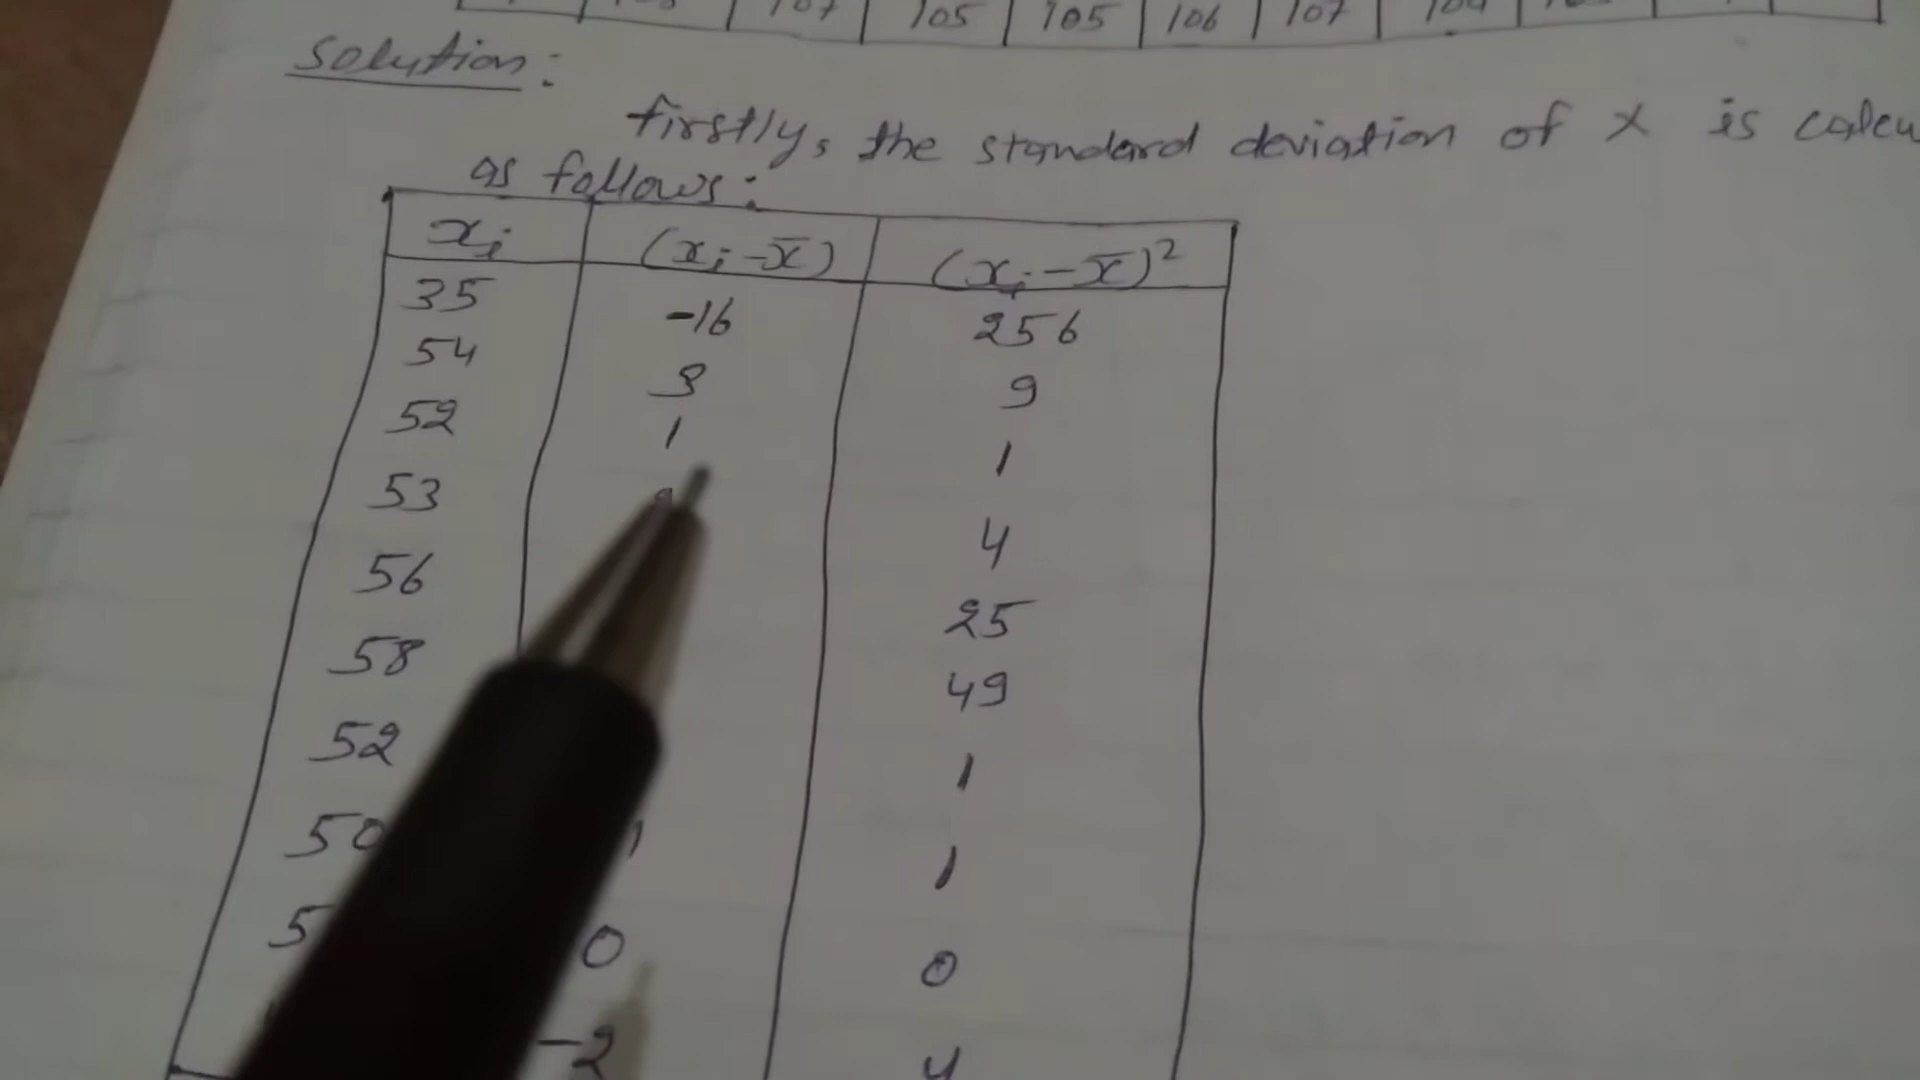 107 105 105 106 107
Solution:
firstly, the standard deviation of x is calcu
as follows:
xᵢ (xᵢ - x̅) (xᵢ - x̅)²
35 -16 256
54 3 9
52 1 1
53 4
56 25
58 49
52 1
50 1
0 0
-2 4